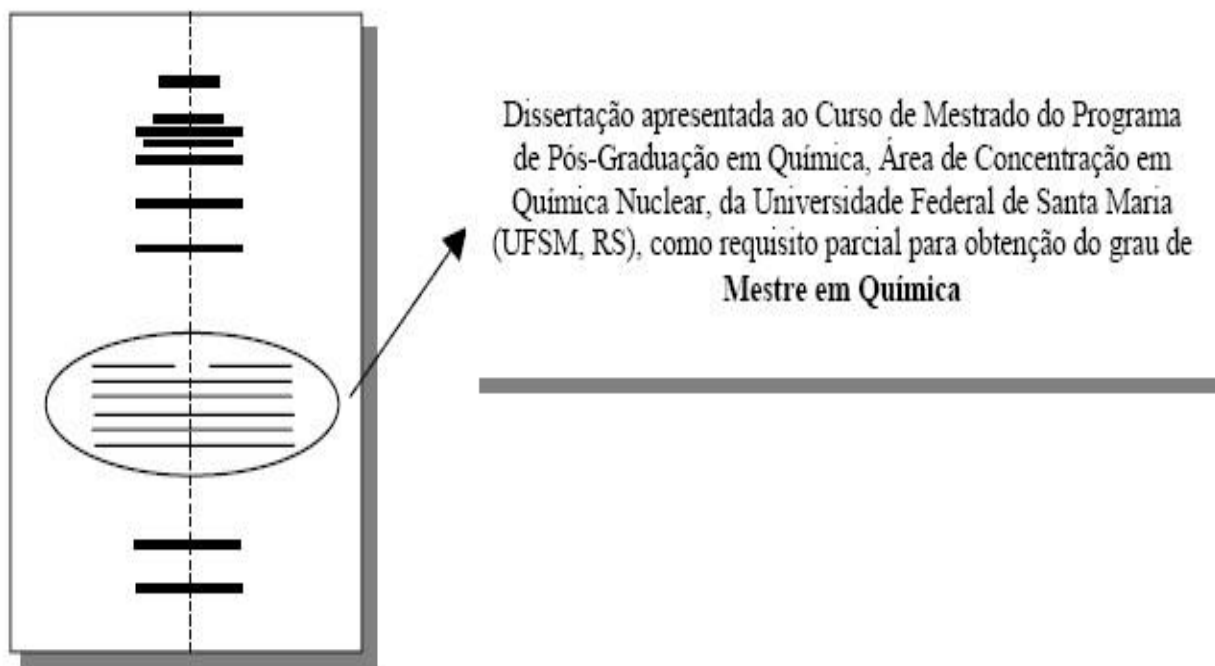 Dissertação apresentada ao Curso de Mestrado do Programa
de Pós-Graduação em Química, Área de Concentração em
Química Nuclear, da Universidade Federal de Santa Maria
(UFSM, RS), como requisito parcial para obtenção do grau de
Mestre em Química